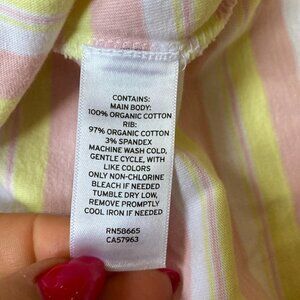 CONTAINS:
MAIN BODY:
100% ORGANIC COTTON
RIB:
97% ORGANIC COTTON
3% SPANDEX
MACHINE WASH COLD,
GENTLE CYCLE, WITH
LIKE COLORS
ONLY NON-CHLORINE
BLEACH IF NEEDED
TUMBLE DRY LOW,
REMOVE PROMPTLY
COOL IRON IF NEEDED
RN58665
CA57963